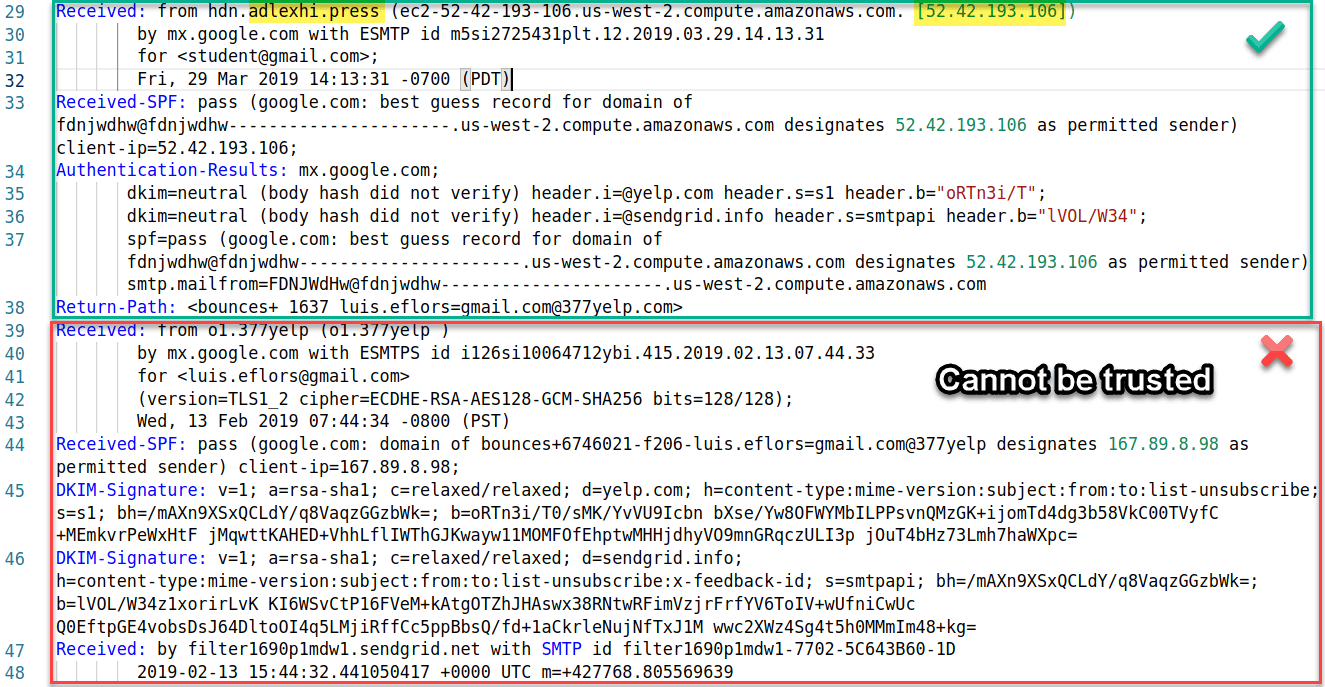 29 Received: from hdn.adlexhi.press (ec2-52-42-193-106.us-west-2.compute.amazonaws.com. [52.42.193.106])
30 by mx.google.com with ESMTP id m5si2725431plt.12.2019.03.29.14.13.31
31 for <student@gmail.com>;
32 Fri, 29 Mar 2019 14:13:31 -0700 (PDT)
33 Received-SPF: pass (google.com: best guess record for domain of
fdnjwdhw@fdnjwdhw----------------------.us-west-2.compute.amazonaws.com designates 52.42.193.106 as permitted sender)
client-ip=52.42.193.106;
34 Authentication-Results: mx.google.com;
35 dkim=neutral (body hash did not verify) header.i=@yelp.com header.s=s1 header.b="oRTn3i/T";
36 dkim=neutral (body hash did not verify) header.i=@sendgrid.info header.s=smtpapi header.b="lVOL/W34";
37 spf=pass (google.com: best guess record for domain of
fdnjwdhw@fdnjwdhw----------------------.us-west-2.compute.amazonaws.com designates 52.42.193.106 as permitted sender)
smtp.mailfrom=FDNJWdHw@fdnjwdhw----------------------.us-west-2.compute.amazonaws.com
38 Return-Path: <bounces+ 1637 luis.eflors=gmail.com@377yelp.com>
39 Received: from o1.377yelp (o1.377yelp )
40 by mx.google.com with ESMTPS id i126si10064712ybi.415.2019.02.13.07.44.33
41 for <luis.eflors@gmail.com>
Cannot be trusted
42 (version=TLS1_2 cipher=ECDHE-RSA-AES128-GCM-SHA256 bits=128/128);
43 Wed, 13 Feb 2019 07:44:34 -0800 (PST)
44 Received-SPF: pass (google.com: domain of bounces+6746021-f206-luis.eflors=gmail.com@377yelp designates 167.89.8.98 as
permitted sender) client-ip=167.89.8.98;
45 DKIM-Signature: v=1; a=rsa-sha1; c=relaxed/relaxed; d=yelp.com; h=content-type:mime-version:subject:from:to:list-unsubscribe;
s=s1; bh=/mAXn9XSxQCLdY/q8VaqzGGzbWk=; b=oRTn3i/T0/sMK/YvVU9Icbn bXse/Yw8OFWYMbILPPsvnQMzGK+ijomTd4dg3b58VkC00TVyfC
+MEmkvrPeWxHtF jMqwttKAHED+VhhLflIWThGJKwayw11MOMFOfEhptwMHHjdhyVO9mnGRqczULI3p jOuT4bHz73Lmh7haWXpc=
46 DKIM-Signature: v=1; a=rsa-sha1; c=relaxed/relaxed; d=sendgrid.info;
h=content-type:mime-version:subject:from:to:list-unsubscribe:x-feedback-id; s=smtpapi; bh=/mAXn9XSxQCLdY/q8VaqzGGzbWk=;
b=lVOL/W34z1xorirLvK KI6WSvCtP16FVeM+kAtgOTZhJHAswx38RNtwRFimVzjrFrfYV6ToIV+wUfniCwUc
Q0EftpGE4vobsDsJ64DltoOI4q5LMjiRffCc5ppBbsQ/fd+1aCkrleNujNfTxJ1M wwc2XWz4Sg4t5h0MMmIm48+kg=
47 Received: by filter1690p1mdw1.sendgrid.net with SMTP id filter1690p1mdw1-7702-5C643B60-1D
48 2019-02-13 15:44:32.441050417 +0000 UTC m=+427768.805569639